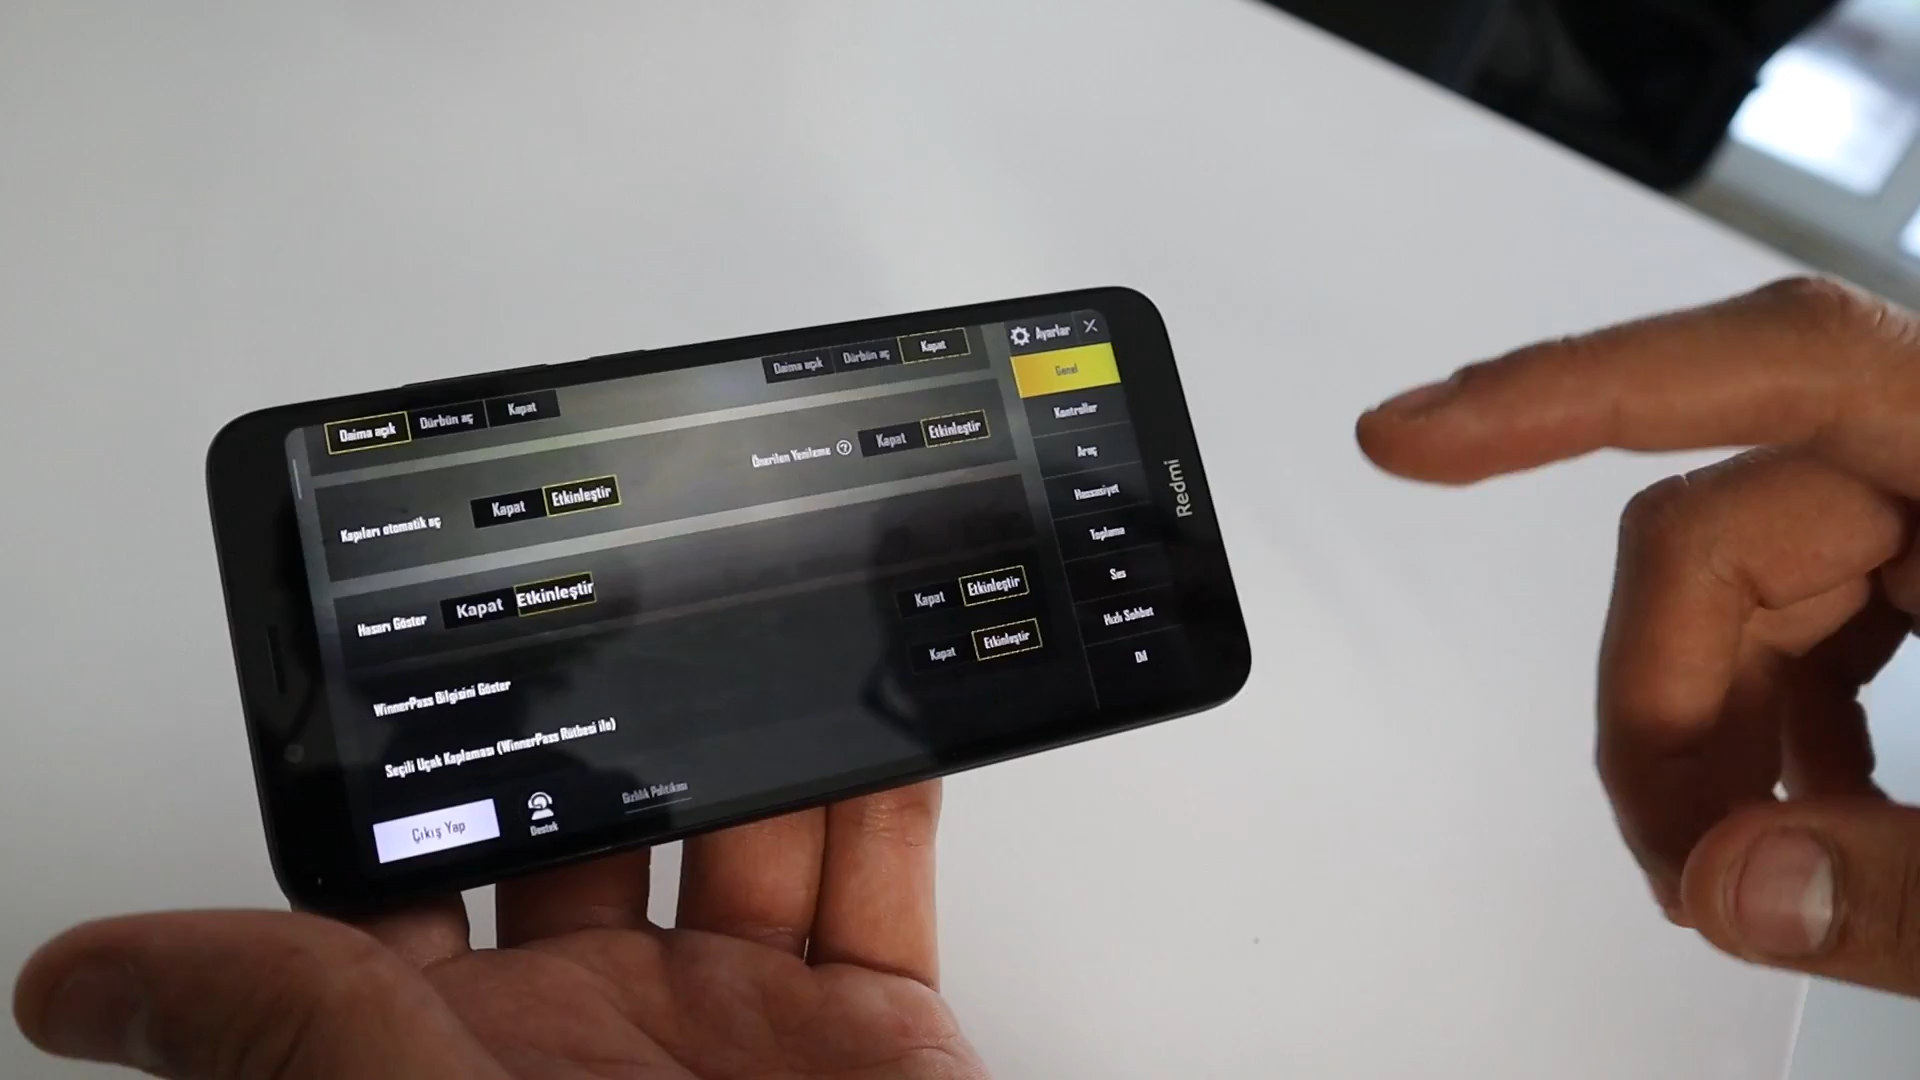 Daima açık Dürbün aç Kapat
Daima açık Dürbün aç Kapat
Kapıları otomatik aç Kapat Etkinleştir
Önerilen Yenileme ? Kapat Etkinleştir
Hasarı Göster Kapat Etkinleştir
WinnerPass Bilgisini Göster Kapat Etkinleştir
Seçili Uçak Kaplaması (WinnerPass Rütbesi ile) Kapat Etkinleştir
Çıkış Yap
Destek
Gizlilik Politikası
Ayarlar X
Genel
Kontroller
Araç
Hassasiyet
Toplama
Ses
Hızlı Sohbet
Dil
Redmi